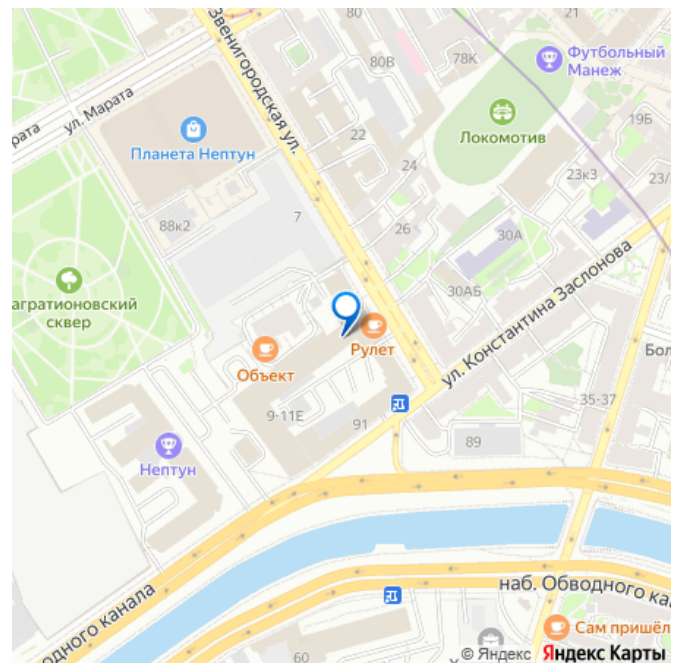 80
21
Звенигородская ул.
80В
78К
Футбольный
Манеж
ул. Марата
рата
Планета Нептун
22
Локомотив
19Б
24
23к3
23/
88к2
7
26
30А
агратионовский
сквер
30АБ
ул. Константина Заслонова
Рулет
Объект
Бол
9-11Е
91
35-37
89
Нептун
наб. Обводного ка
одного канала
60
Сам пришёл
© Яндекс Яндекс Карты